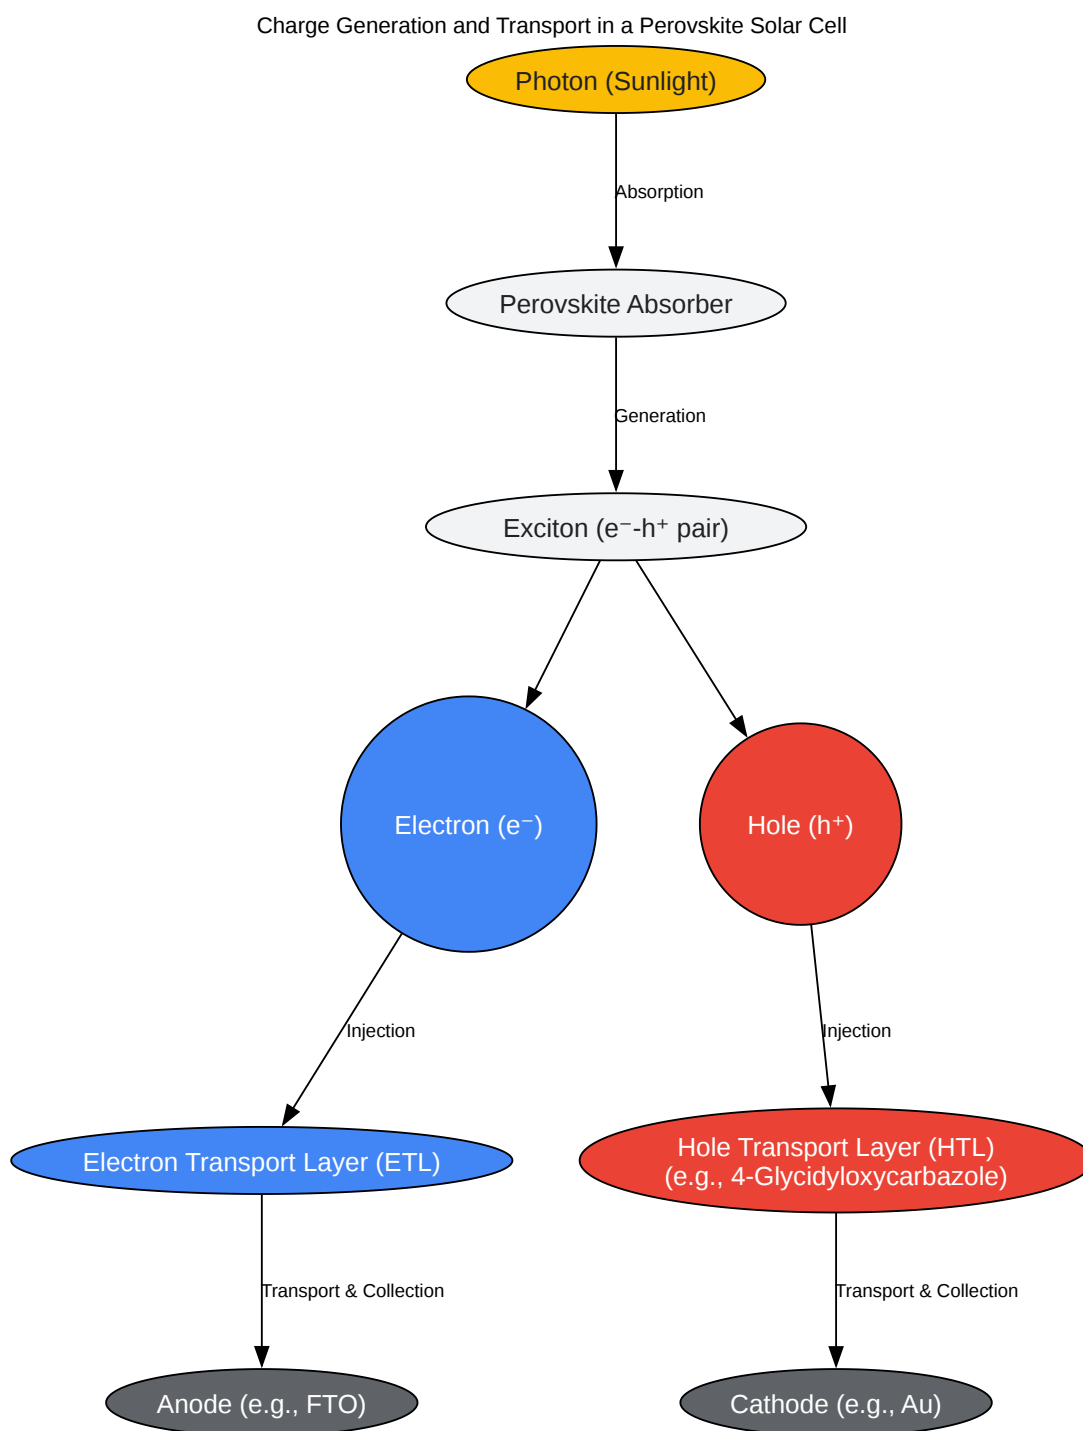 Charge Generation and Transport in a Perovskite Solar Cell
Photon (Sunlight)
Absorption
Perovskite Absorber
Generation
Exciton (e⁻-h⁺ pair)
Electron (e⁻)
Hole (h⁺)
Injection
Injection
Electron Transport Layer (ETL)
Hole Transport Layer (HTL)
(e.g., 4-Glycidyloxycarbazole)
Transport & Collection
Transport & Collection
Anode (e.g., FTO)
Cathode (e.g., Au)